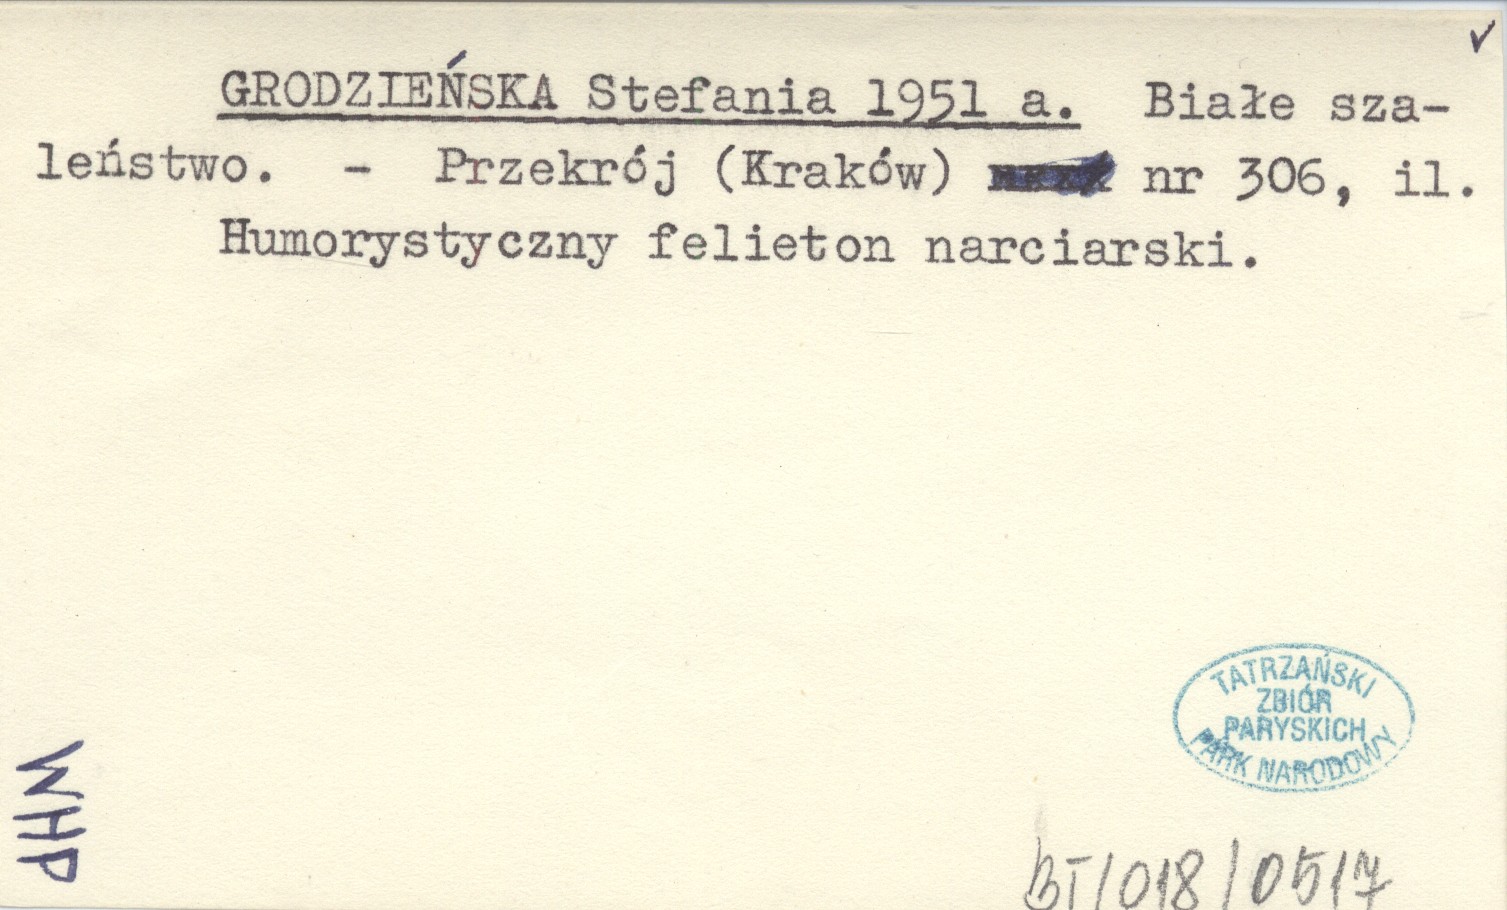 GRODZIEŃSKA Stefania 1951 a. Białe sza-
leństwo. - Przekrój (Kraków) nr 306, il.
Humorystyczny felieton narciarski.
TATRZAŃSKI
ZBIÓR
PARYSKICH
PARK NARODOWY
WHP
BT/018/0517